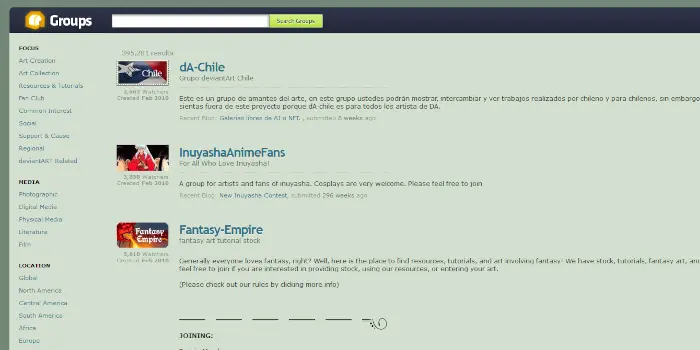 Groups
Search Groups
FOCUS
Art Creation
Art Collection
Resources & Tutorials
Fan Club
Common Interest
Social
Support & Cause
Regional
deviantART Related
MEDIA
Photographic
Digital Media
Physical Media
Literature
Film
LOCATION
Global
North America
Central America
South America
Africa
Europe
395,281 results
Chile
Watchers
Created Feb 2010
dA-Chile
Grupo deviantArt Chile
Este es un grupo de amantes del arte, en este grupo ustedes podrán mostrar, intercambiar y ver trabajos realizados por chileno y para chilenos, sin embargo
sientas fuera de este proyecto porque dA chile es para todos los artista de DA.
Recent Blog: Galerías libres de AI o NFT. , submitted 8 weeks ago
Watchers
Created Feb 2010
InuyashaAnimeFans
For All Who Love Inuyasha!
A group for artists and fans of inuyasha. Cosplays are very welcome. Please feel free to join
Recent Blog: New Inuyasha Contest, submitted 296 weeks ago
Fantasy
Empire
Watchers
Created Feb 2010
Fantasy-Empire
fantasy art tutorial stock
Generally everyone loves fantasy, right? Well, here is the place to find resources, tutorials, and art involving fantasy! We have stock, tutorials, fantasy art, and
feel free to join if you are interested in providing stock, using our resources, or entering your art.
(Please check out our rules by clicking more info)
JOINING: